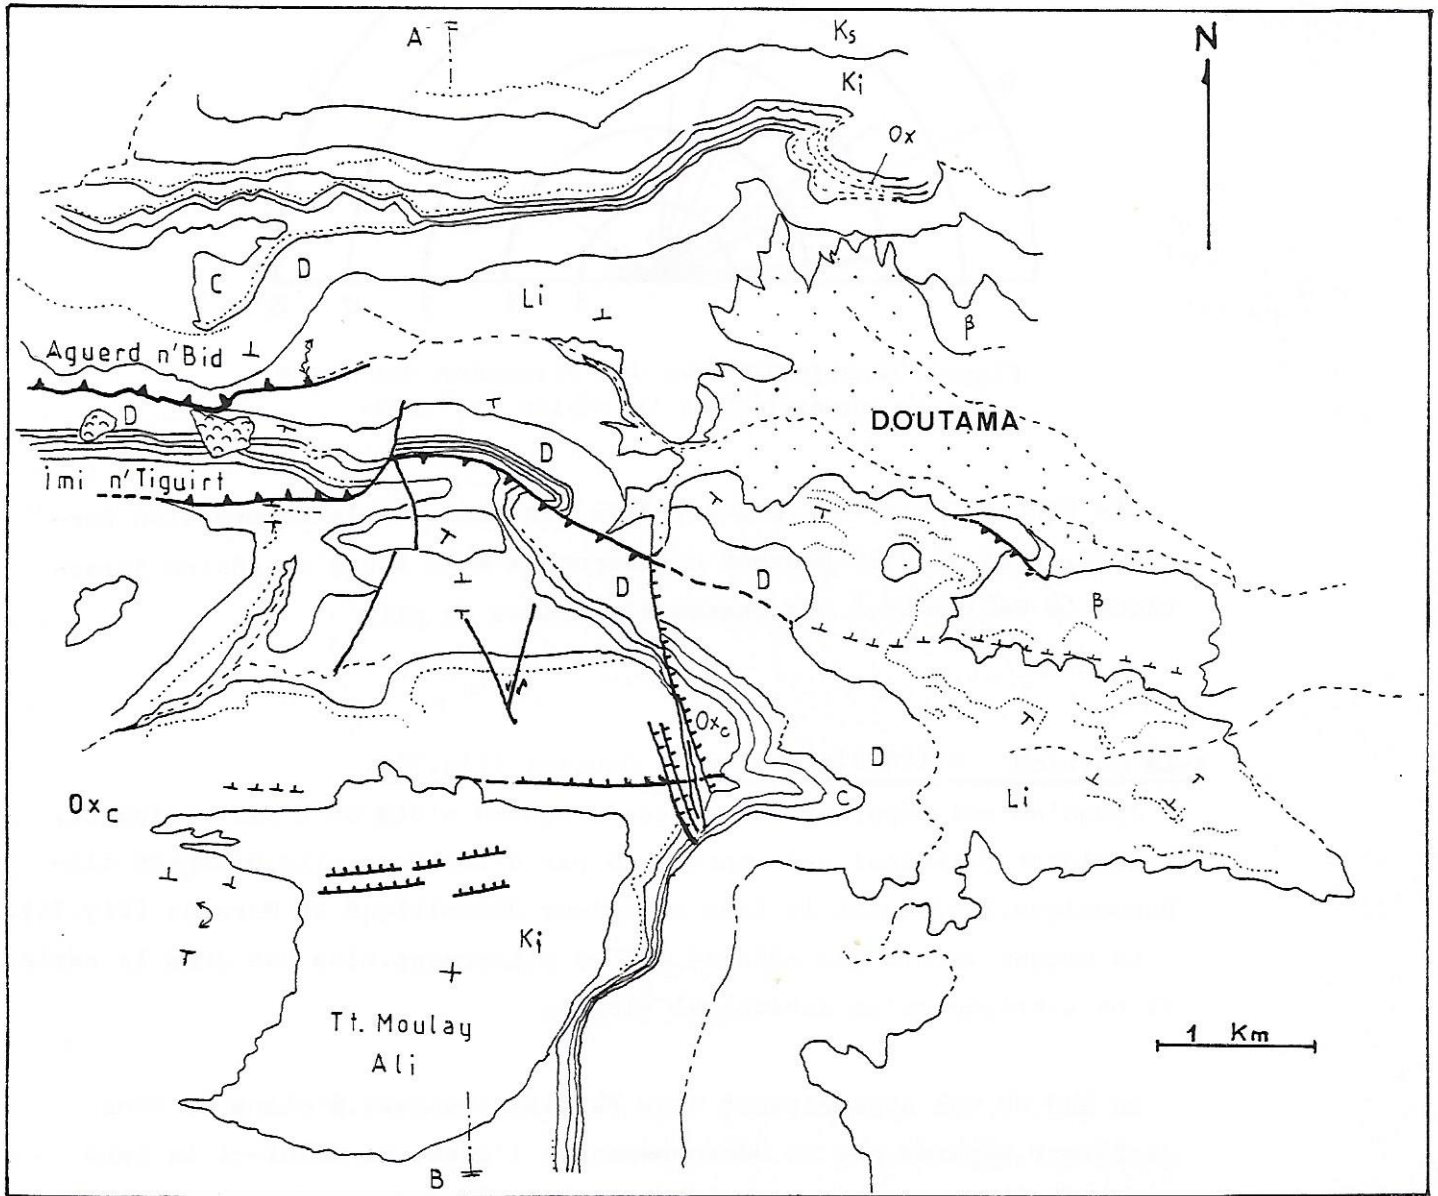 A
Ks
N
Ki
Ox
C
D
Li
β
Aguerd n'Bid
D
DOUTAMA
D
Imi n'Tiguirt
D
D
β
Oxc
D
Oxc
C
Li
Ki
1 Km
Tt. Moulay
Ali
B